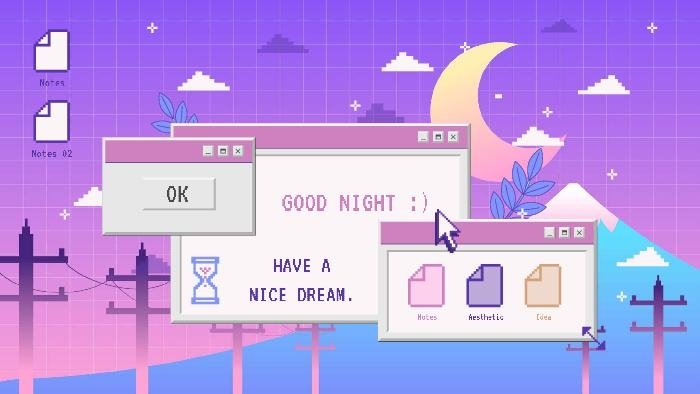 Notes
Notes 02
OK
GOOD NIGHT :)
HAVE A
NICE DREAM.
Notes
Aesthetic
Idea